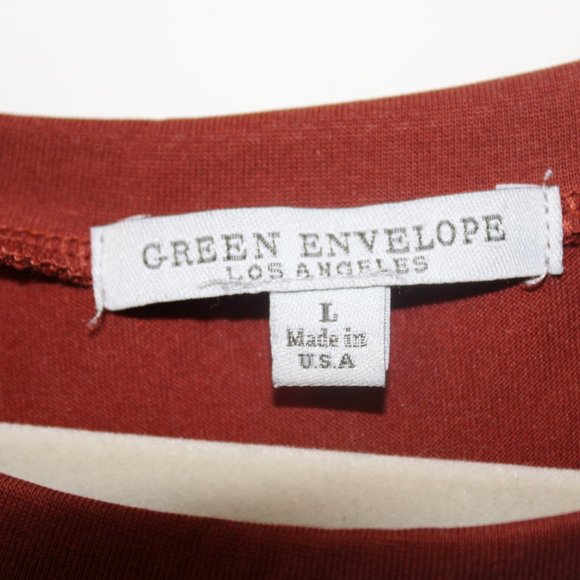 GREEN ENVELOPE
LOS ANGELES
L
Made in
U.S.A